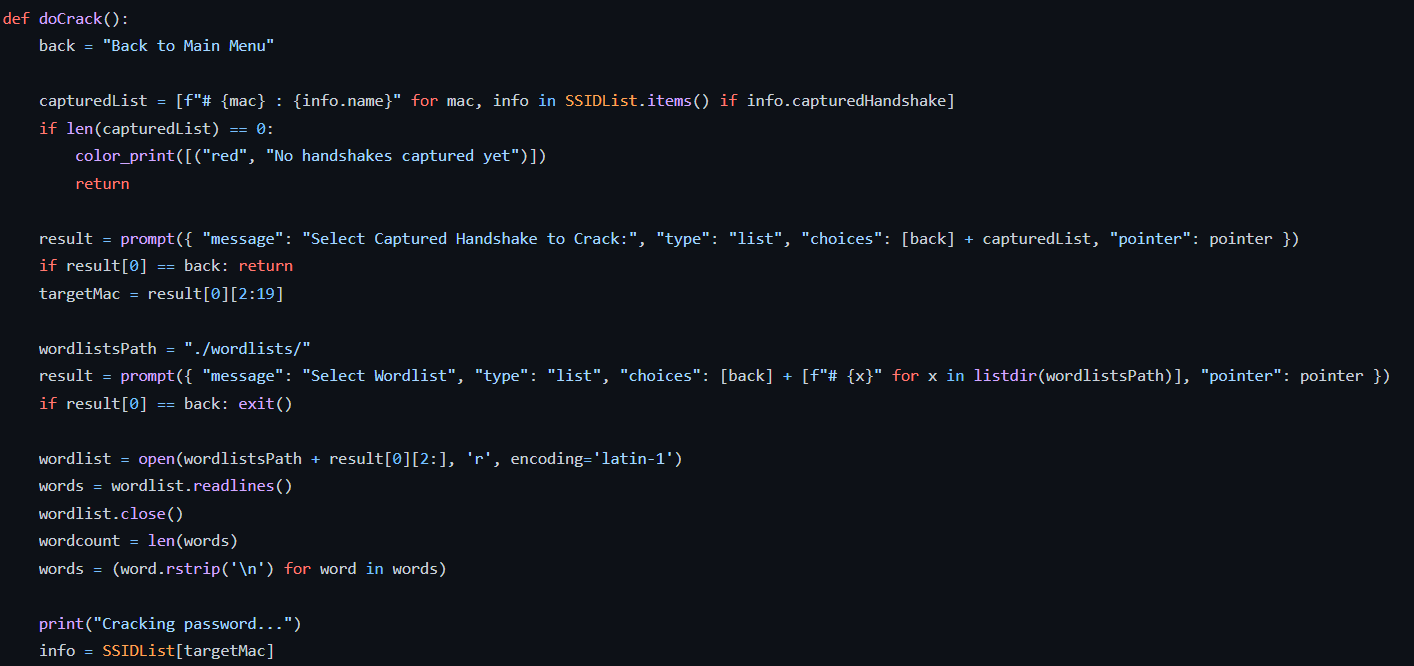 def doCrack():
    back = "Back to Main Menu"

    capturedList = [f"# {mac} : {info.name}" for mac, info in SSIDList.items() if info.capturedHandshake]
    if len(capturedList) == 0:
        color_print([("red", "No handshakes captured yet")])
        return

    result = prompt({ "message": "Select Captured Handshake to Crack:", "type": "list", "choices": [back] + capturedList, "pointer": pointer })
    if result[0] == back: return
    targetMac = result[0][2:19]

    wordlistsPath = "./wordlists/"
    result = prompt({ "message": "Select Wordlist", "type": "list", "choices": [back] + [f"# {x}" for x in listdir(wordlistsPath)], "pointer": pointer })
    if result[0] == back: exit()

    wordlist = open(wordlistsPath + result[0][2:], 'r', encoding='latin-1')
    words = wordlist.readlines()
    wordlist.close()
    wordcount = len(words)
    words = (word.rstrip('\n') for word in words)

    print("Cracking password...")
    info = SSIDList[targetMac]